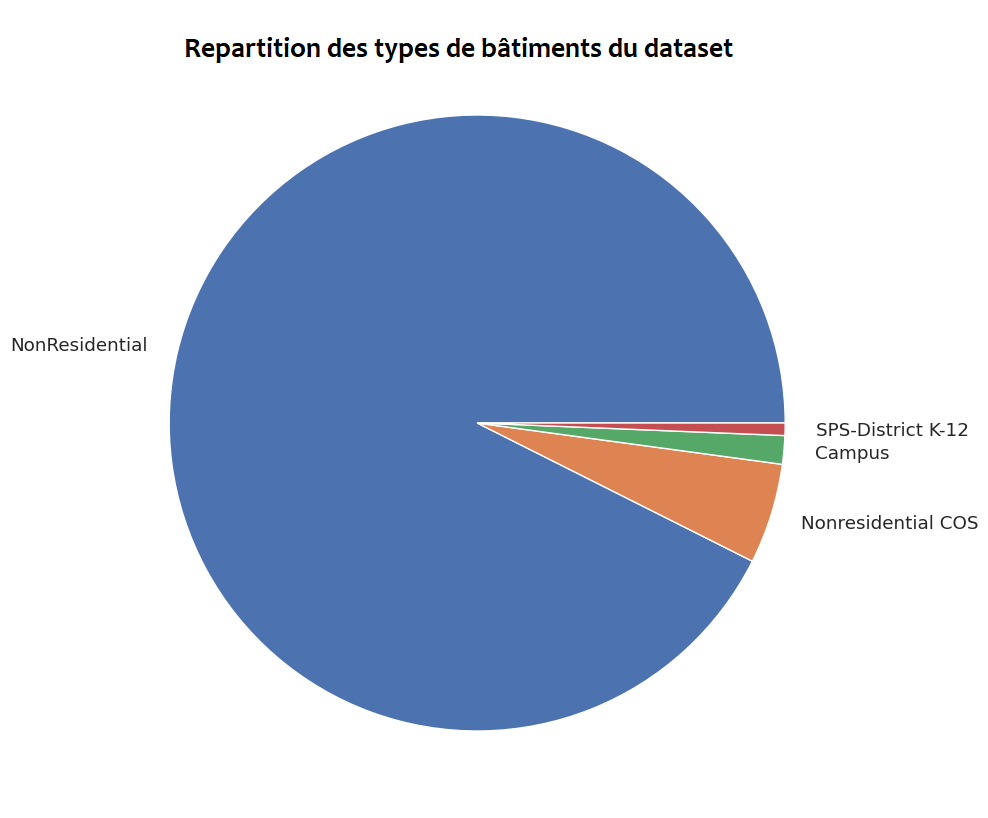 Repartition des types de bâtiments du dataset
NonResidential
SPS-District K-12
Campus
Nonresidential COS